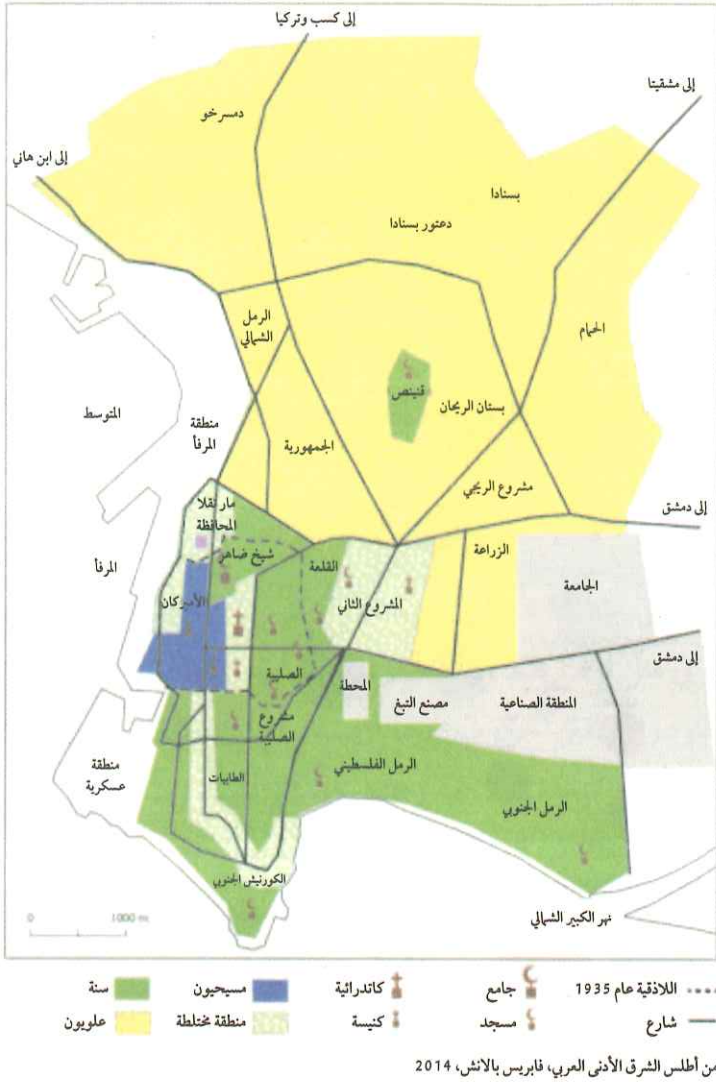 إلى كسب وتركيا
إلى مشقيتا
دمسرخو
إلى ابن هاني
بسنادا
دعتور بسنادا
الرمل
الشمالي
الحمام
قنينص
المتوسط
بستان الريحان
منطقة
المرفأ
الجمهورية
مشروع الريجي
مار تقلا
إلى دمشق
المحافظة
شيخ ضاهر
القلعة
الزراعة
المرفأ
الأميركان
المشروع الثاني
الجامعة
إلى دمشق
الصليبة
المحطة
مصنع التبغ
المنطقة الصناعية
مشروع
الصليبة
منطقة
عسكرية
الطابيات
الرمل الفلسطيني
الرمل الجنوبي
الكورنيش الجنوبي
نهر الكبير الشمالي
0 1000 m
اللاذقية عام 1935 جامع كاتدرائية مسيحيون سنة
شارع مسجد كنيسة منطقة مختلطة علويون
من أطلس الشرق الأدنى العربي، فابريس بالانش، 2014